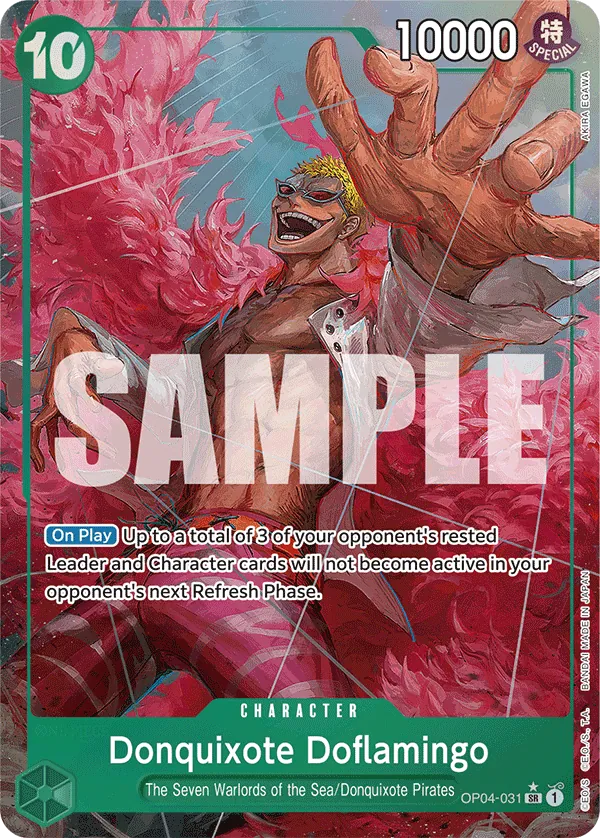 10
10000
特
SPECIAL
AKIRA EGAWA
SAMPLE
On Play Up to a total of 3 of your opponent's rested
Leader and Character cards will not become active in your
opponent's next Refresh Phase.
CHARACTER
Donquixote Doflamingo
The Seven Warlords of the Sea/Donquixote Pirates
OP04-031 SR 1
©EO/S ©E.O./S., T.A. BANDAI MADE IN JAPAN